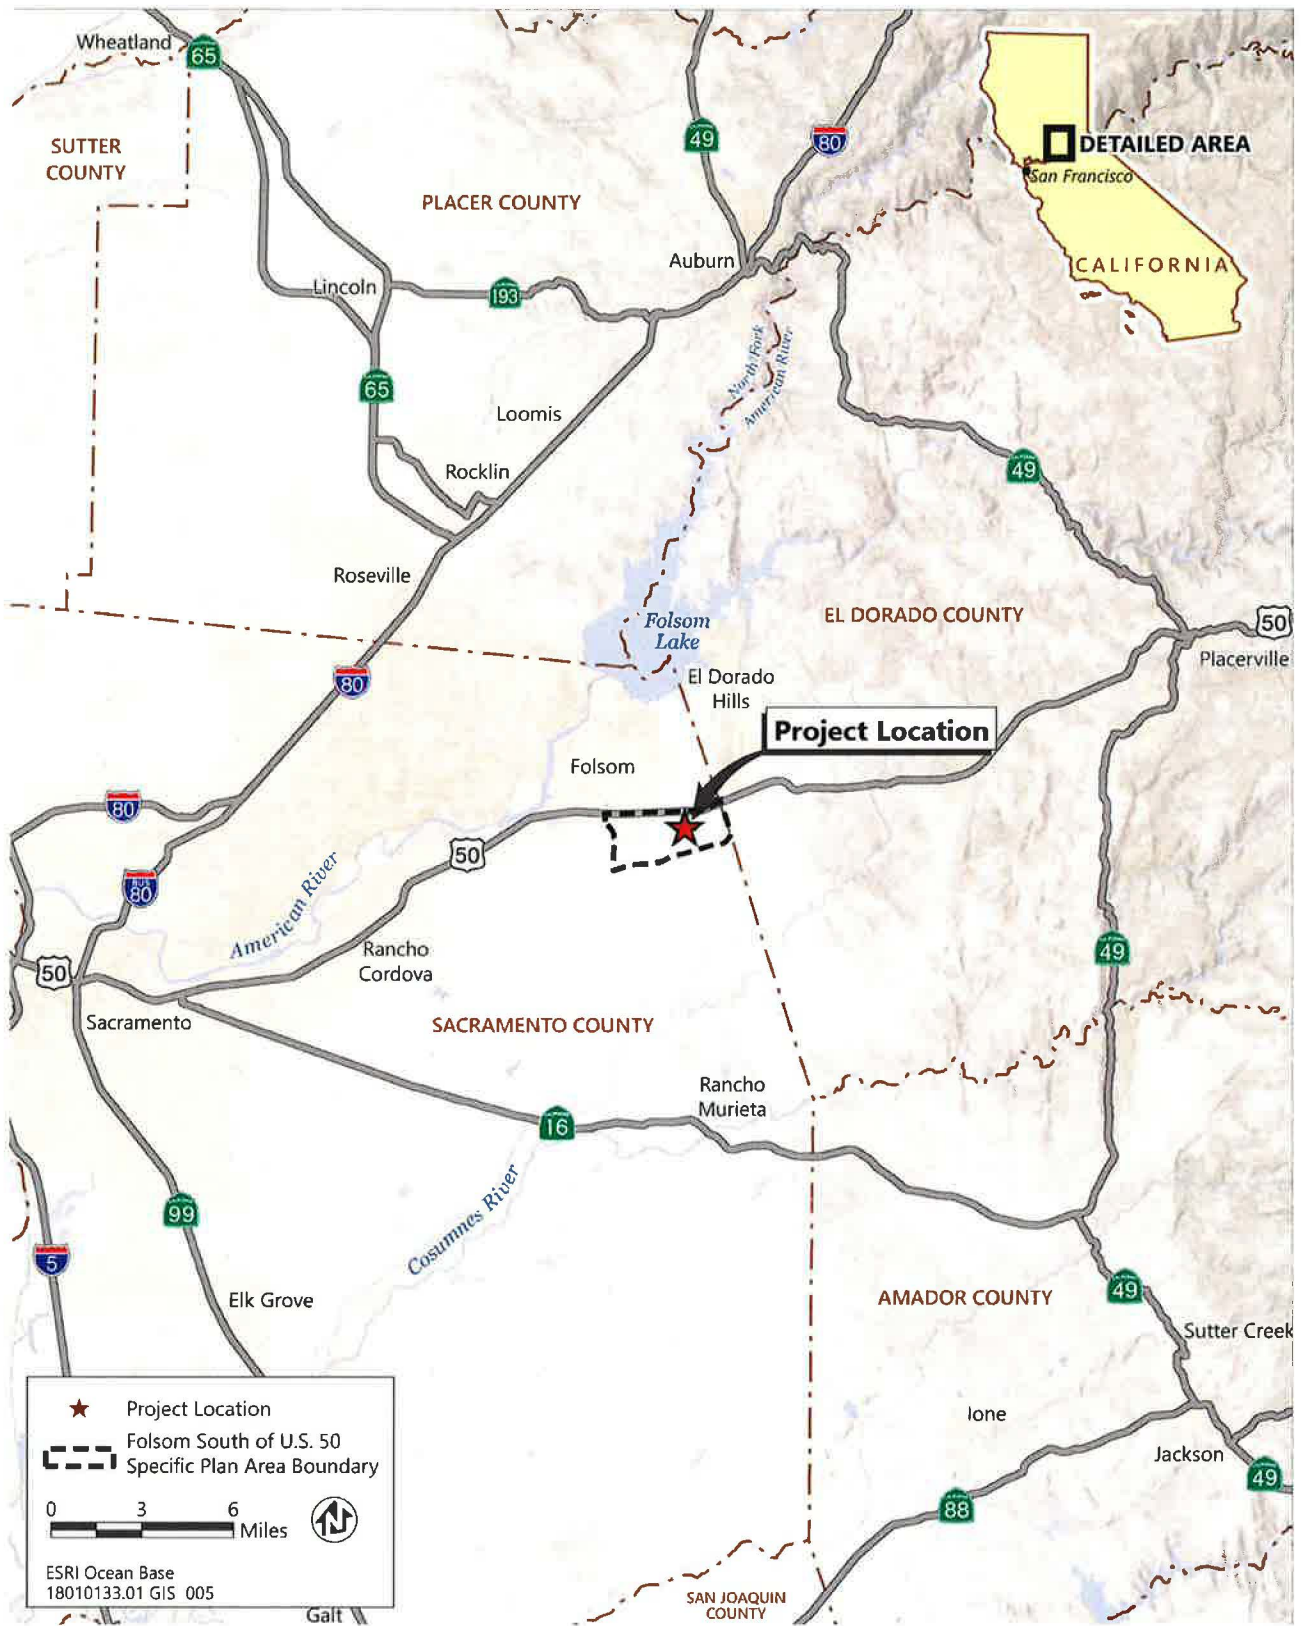 Wheatland
65
SUTTER
COUNTY
PLACER COUNTY
49
80
DETAILED AREA
San Francisco
CALIFORNIA
Auburn
Lincoln
193
65
Loomis
North Fork
American River
Rocklin
49
Roseville
Folsom
Lake
EL DORADO COUNTY
50
Placerville
80
El Dorado
Hills
Project Location
Folsom
80
50
BUS
80
American River
Rancho
Cordova
49
50
Sacramento
SACRAMENTO COUNTY
Rancho
Murieta
16
99
Cosumnes River
5
Elk Grove
AMADOR COUNTY
49
Sutter Creek
Ione
Jackson
49
88
Project Location
Folsom South of U.S. 50
Specific Plan Area Boundary
0 3 6
Miles
N
ESRI Ocean Base
18010133.01 GIS 005
SAN JOAQUIN
COUNTY
Galt